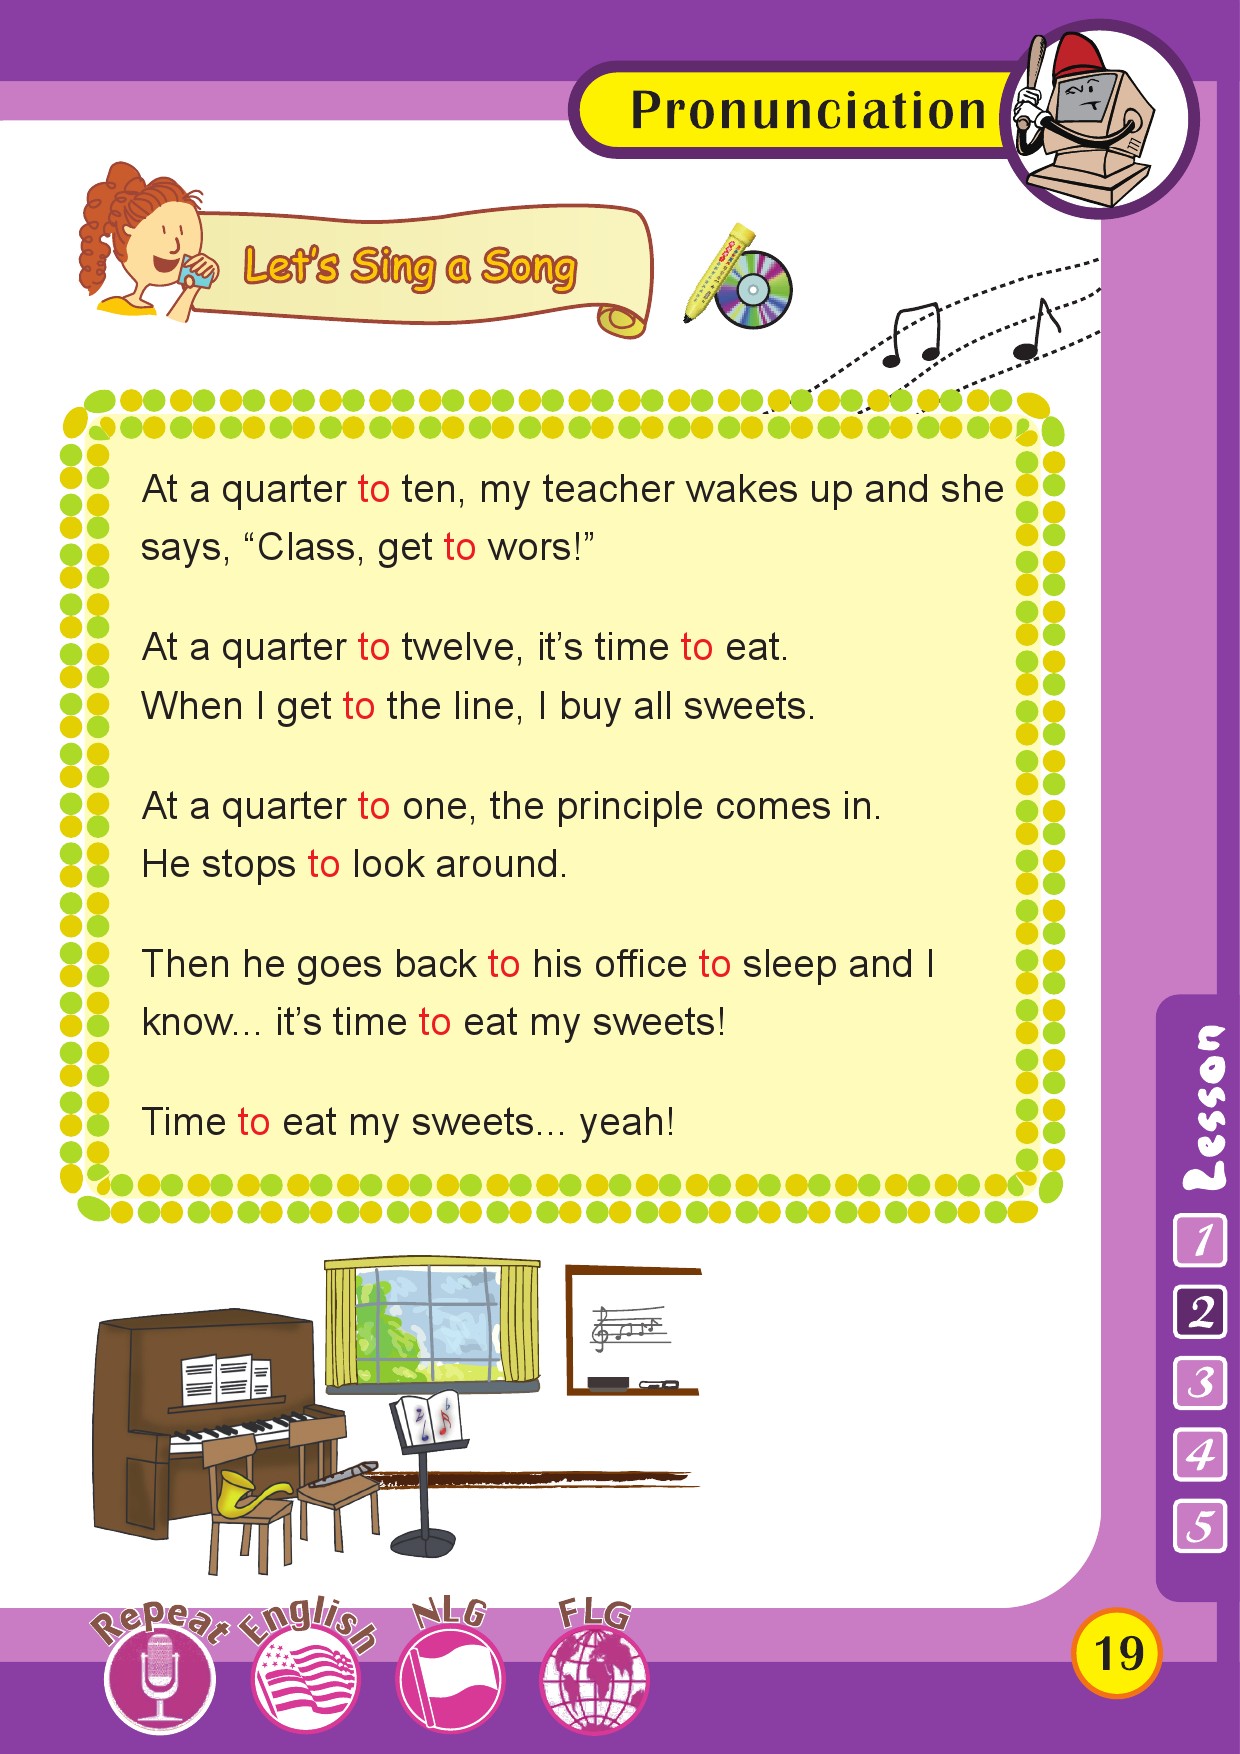 Pronunciation
Let's Sing a Song
At a quarter to ten, my teacher wakes up and she
says, “Class, get to wors!”
At a quarter to twelve, it’s time to eat.
When I get to the line, I buy all sweets.
At a quarter to one, the principle comes in.
He stops to look around.
Then he goes back to his office to sleep and I
know... it’s time to eat my sweets!
Time to eat my sweets... yeah!
Lesson
1
2
3
4
5
Repeat English NLG FLG
19